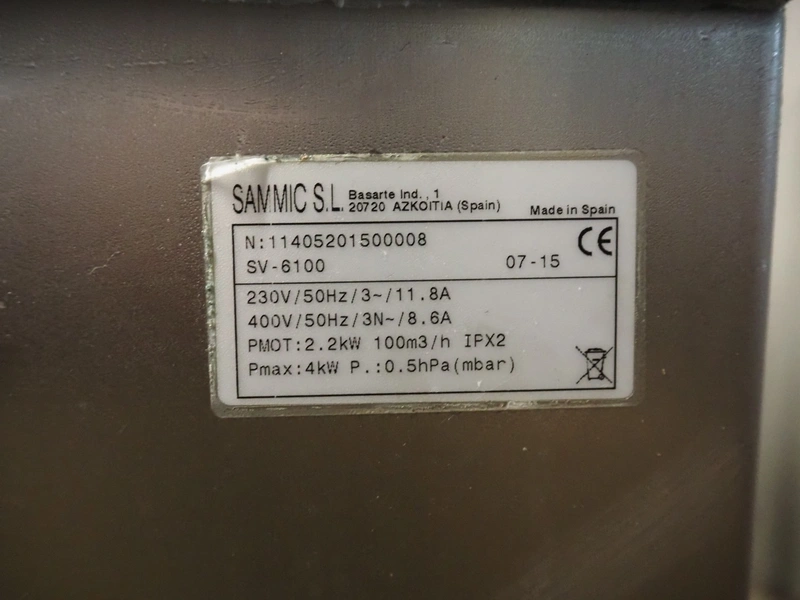 SAMMIC S.L. Basarte Ind., 1
20720 AZKOITIA (Spain)
Made in Spain
N:11405201500008
CE
SV-6100 07-15
230V/50Hz/3~/11.8A
400V/50Hz/3N~/8.6A
PMOT:2.2kW 100m3/h IPX2
Pmax:4kW P.:0.5hPa(mbar)